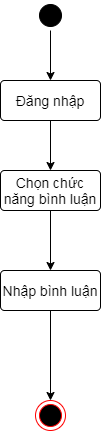 Đăng nhập
Chọn chức
năng bình luận
Nhập bình luận